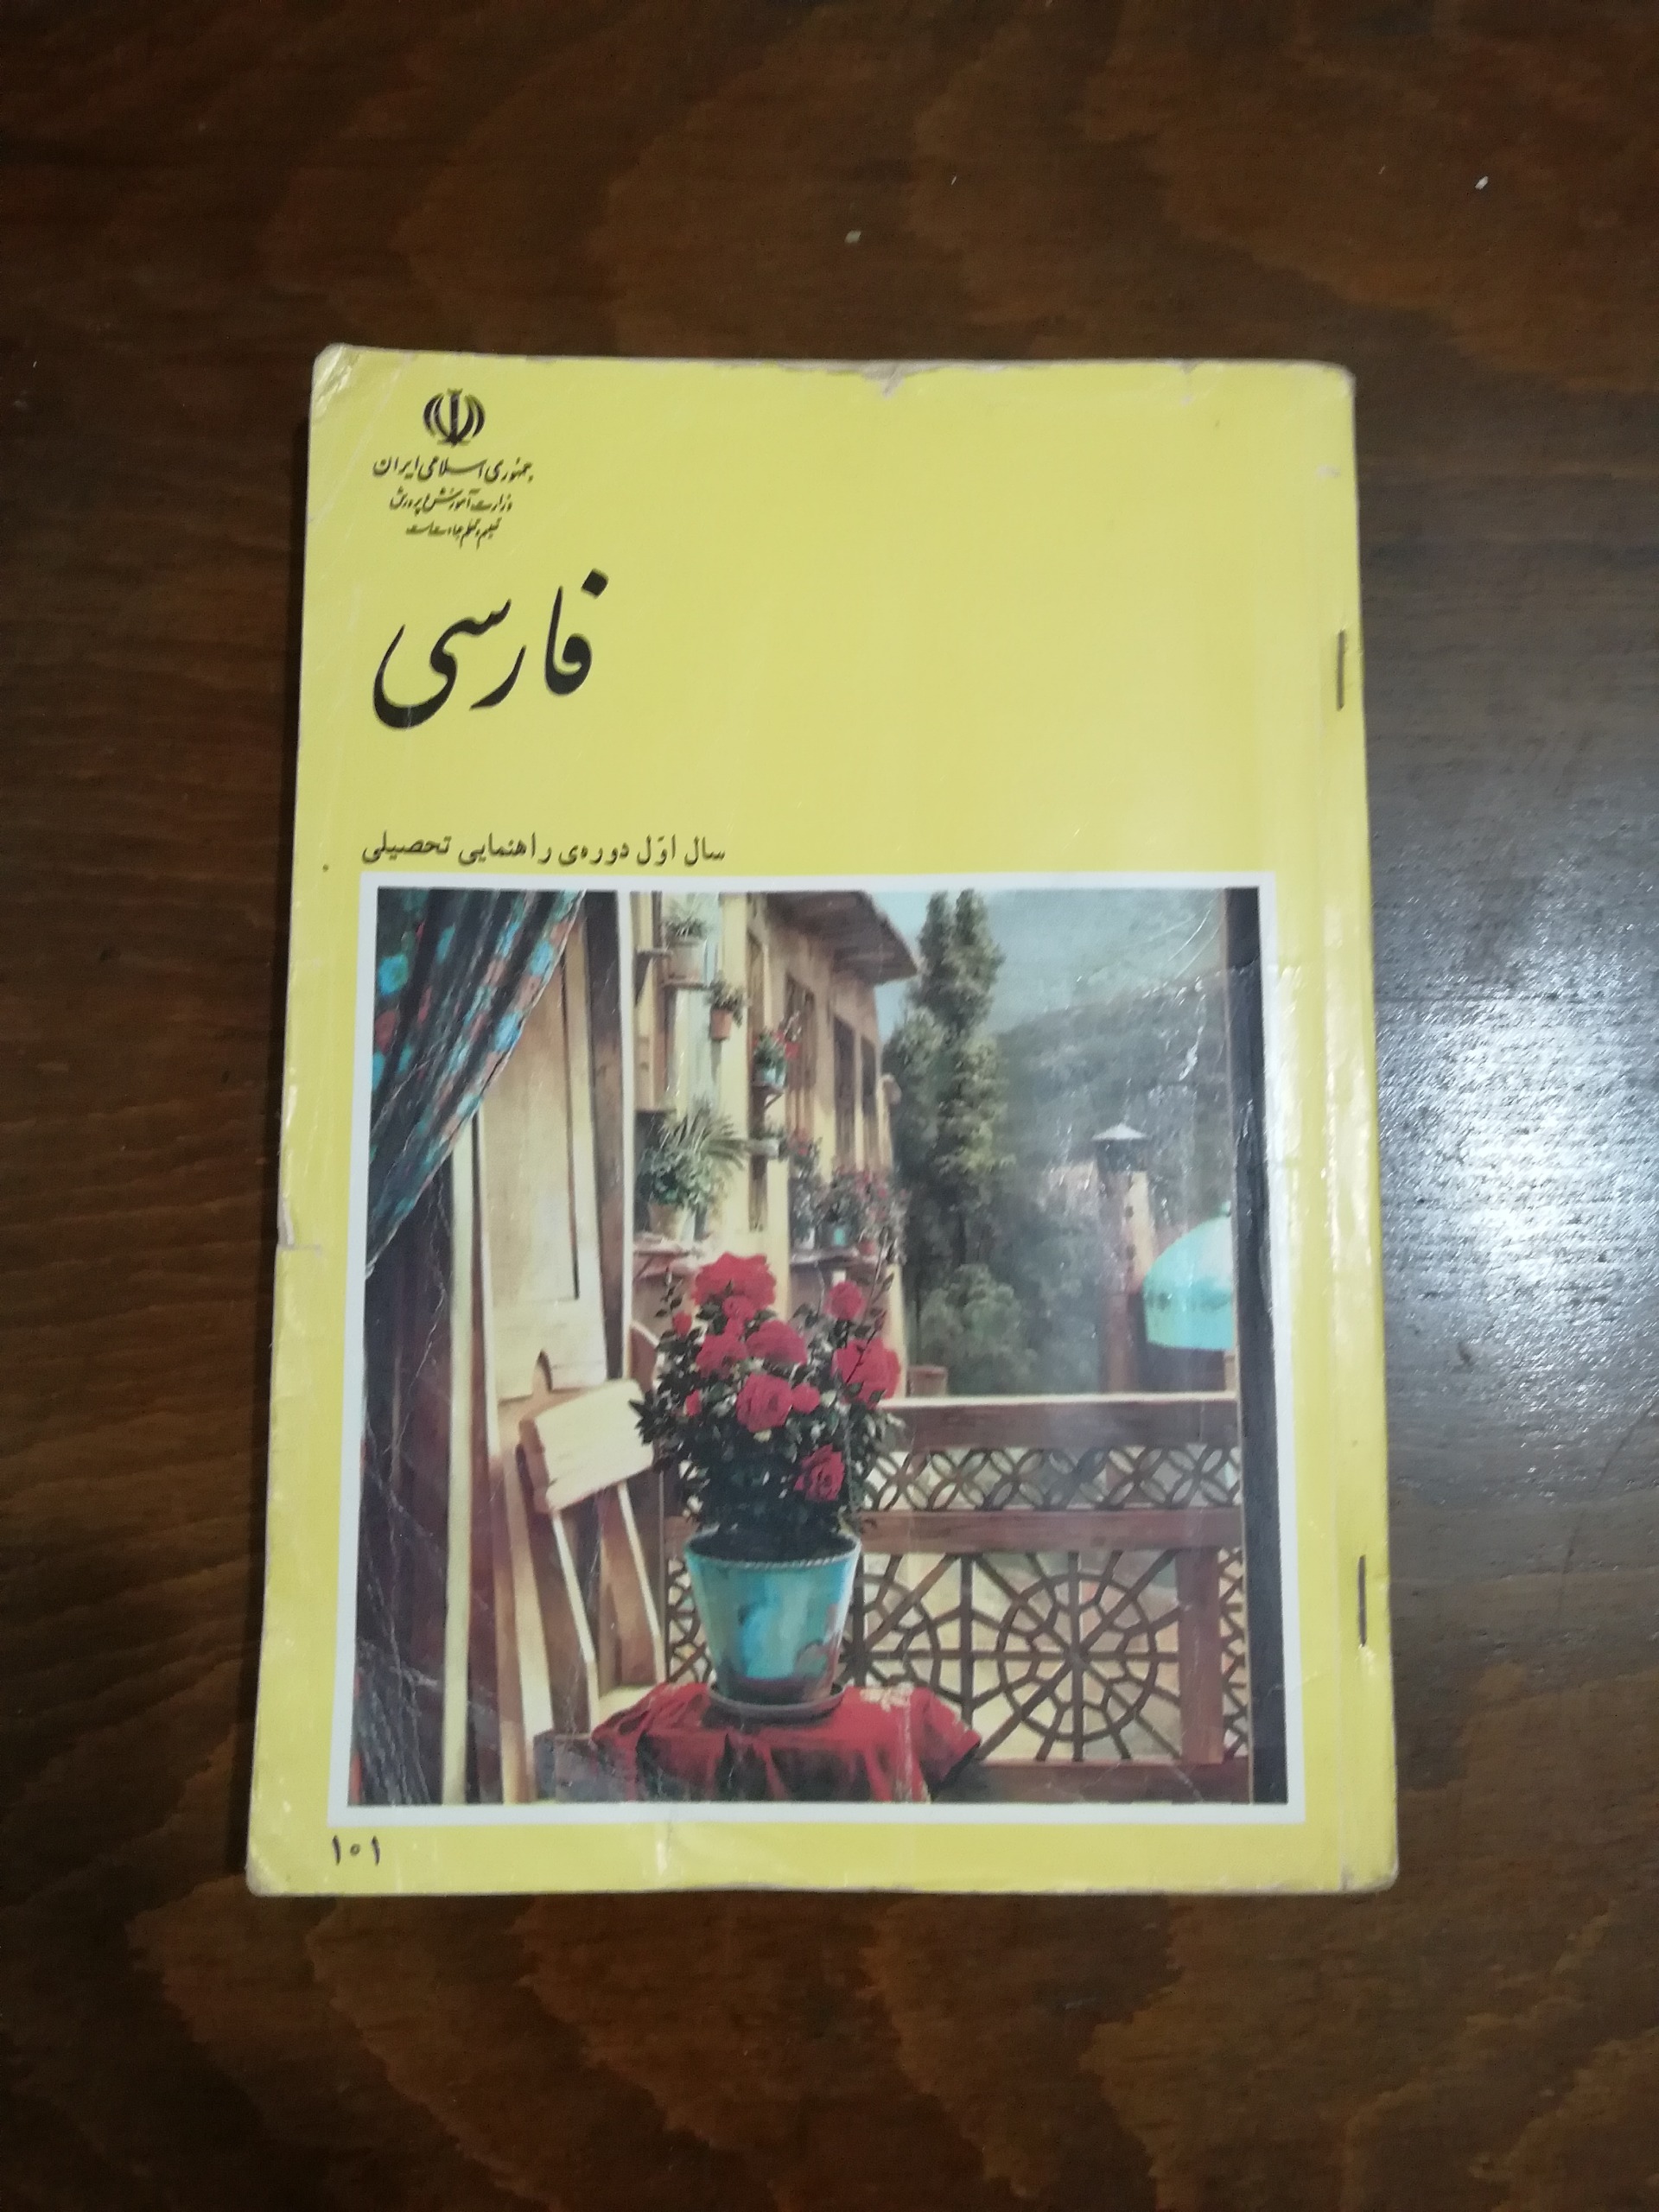 جمهوری اسلامی ایران
وزارت آموزش و پرورش
تعلیم و تعلم عبادت است
فارسی
سال اوّل دوره‌ی راهنمایی تحصیلی
۱۰۱